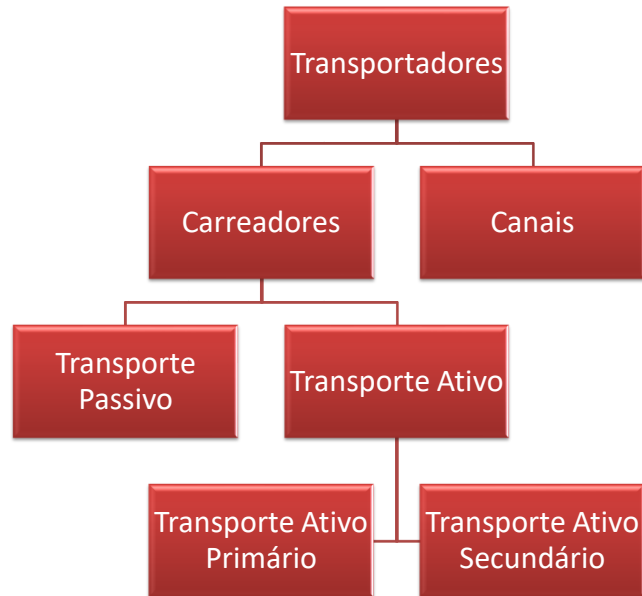 Transportadores
Carreadores
Canais
Transporte
Passivo
Transporte Ativo
Transporte Ativo
Primário
Transporte Ativo
Secundário